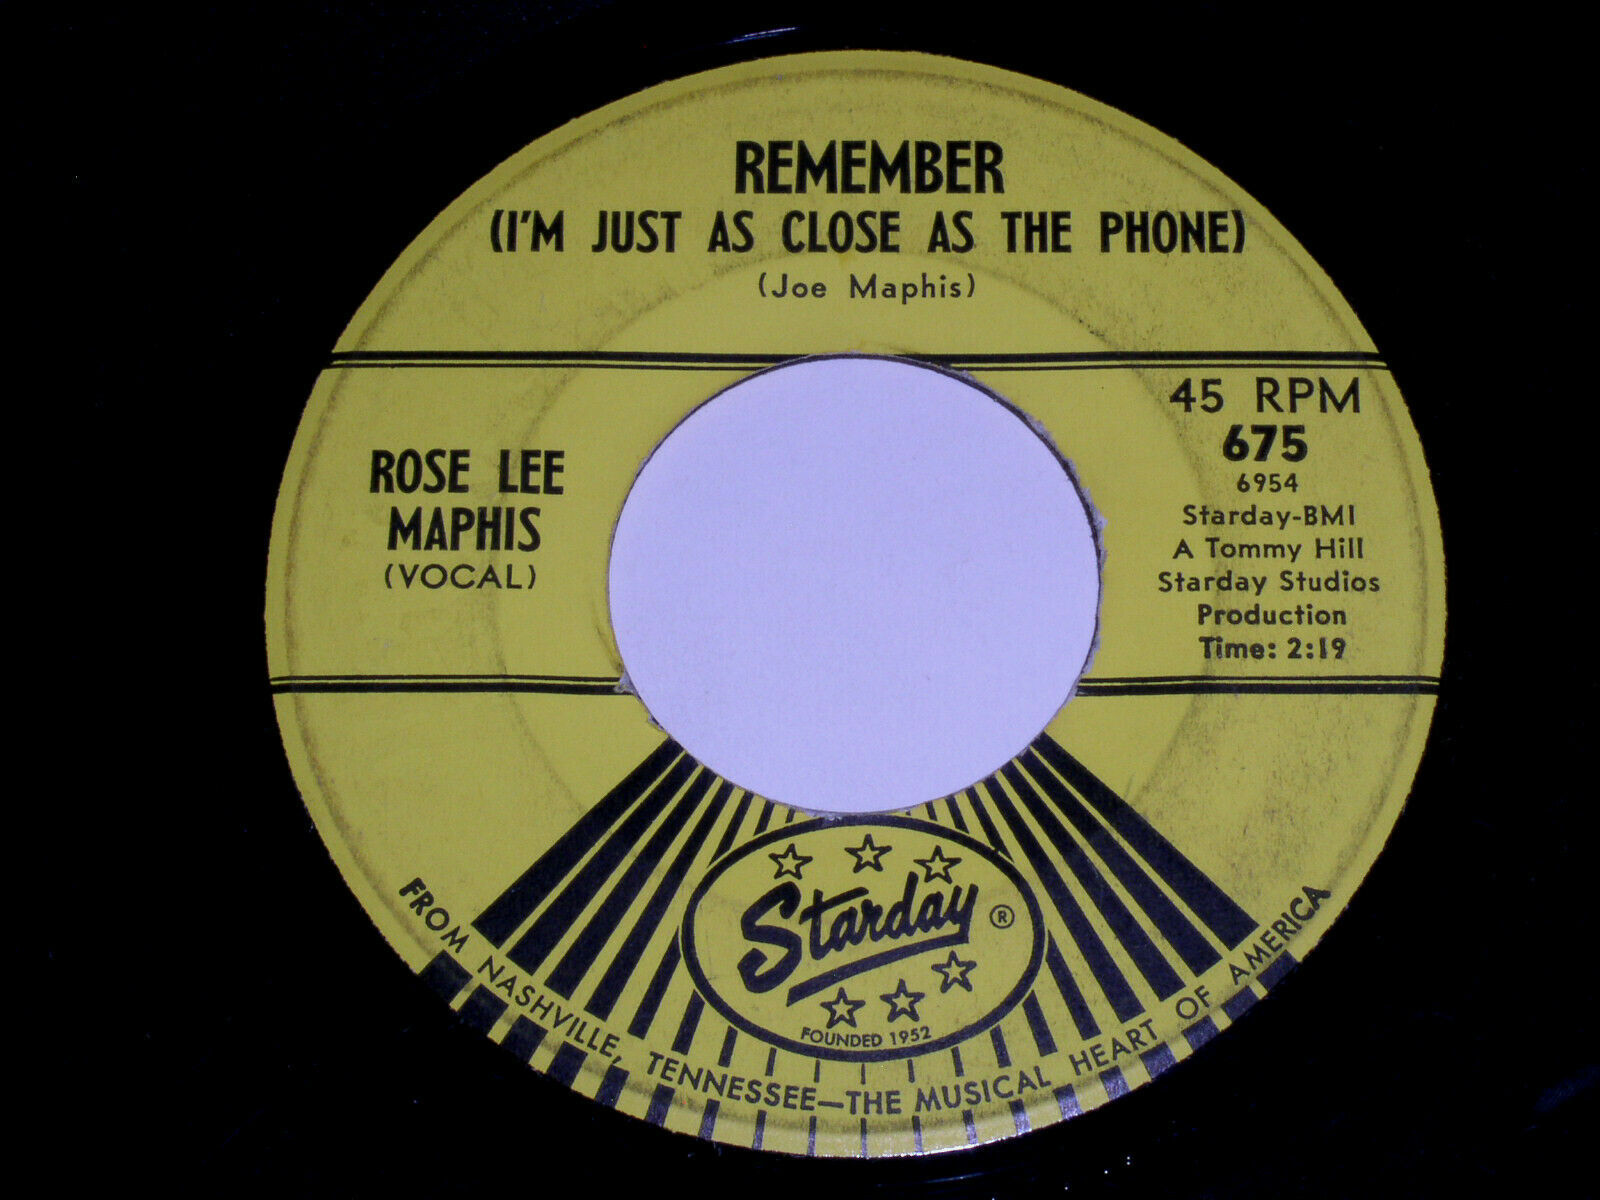 REMEMBER
(I'M JUST AS CLOSE AS THE PHONE)
(Joe Maphis)
ROSE LEE
MAPHIS
(VOCAL)
45 RPM
675
6954
Starday-BMI
A Tommy Hill
Starday Studios
Production
Time: 2:19
Starday ®
FOUNDED 1952
FROM NASHVILLE, TENNESSEE—THE MUSICAL HEART OF AMERICA